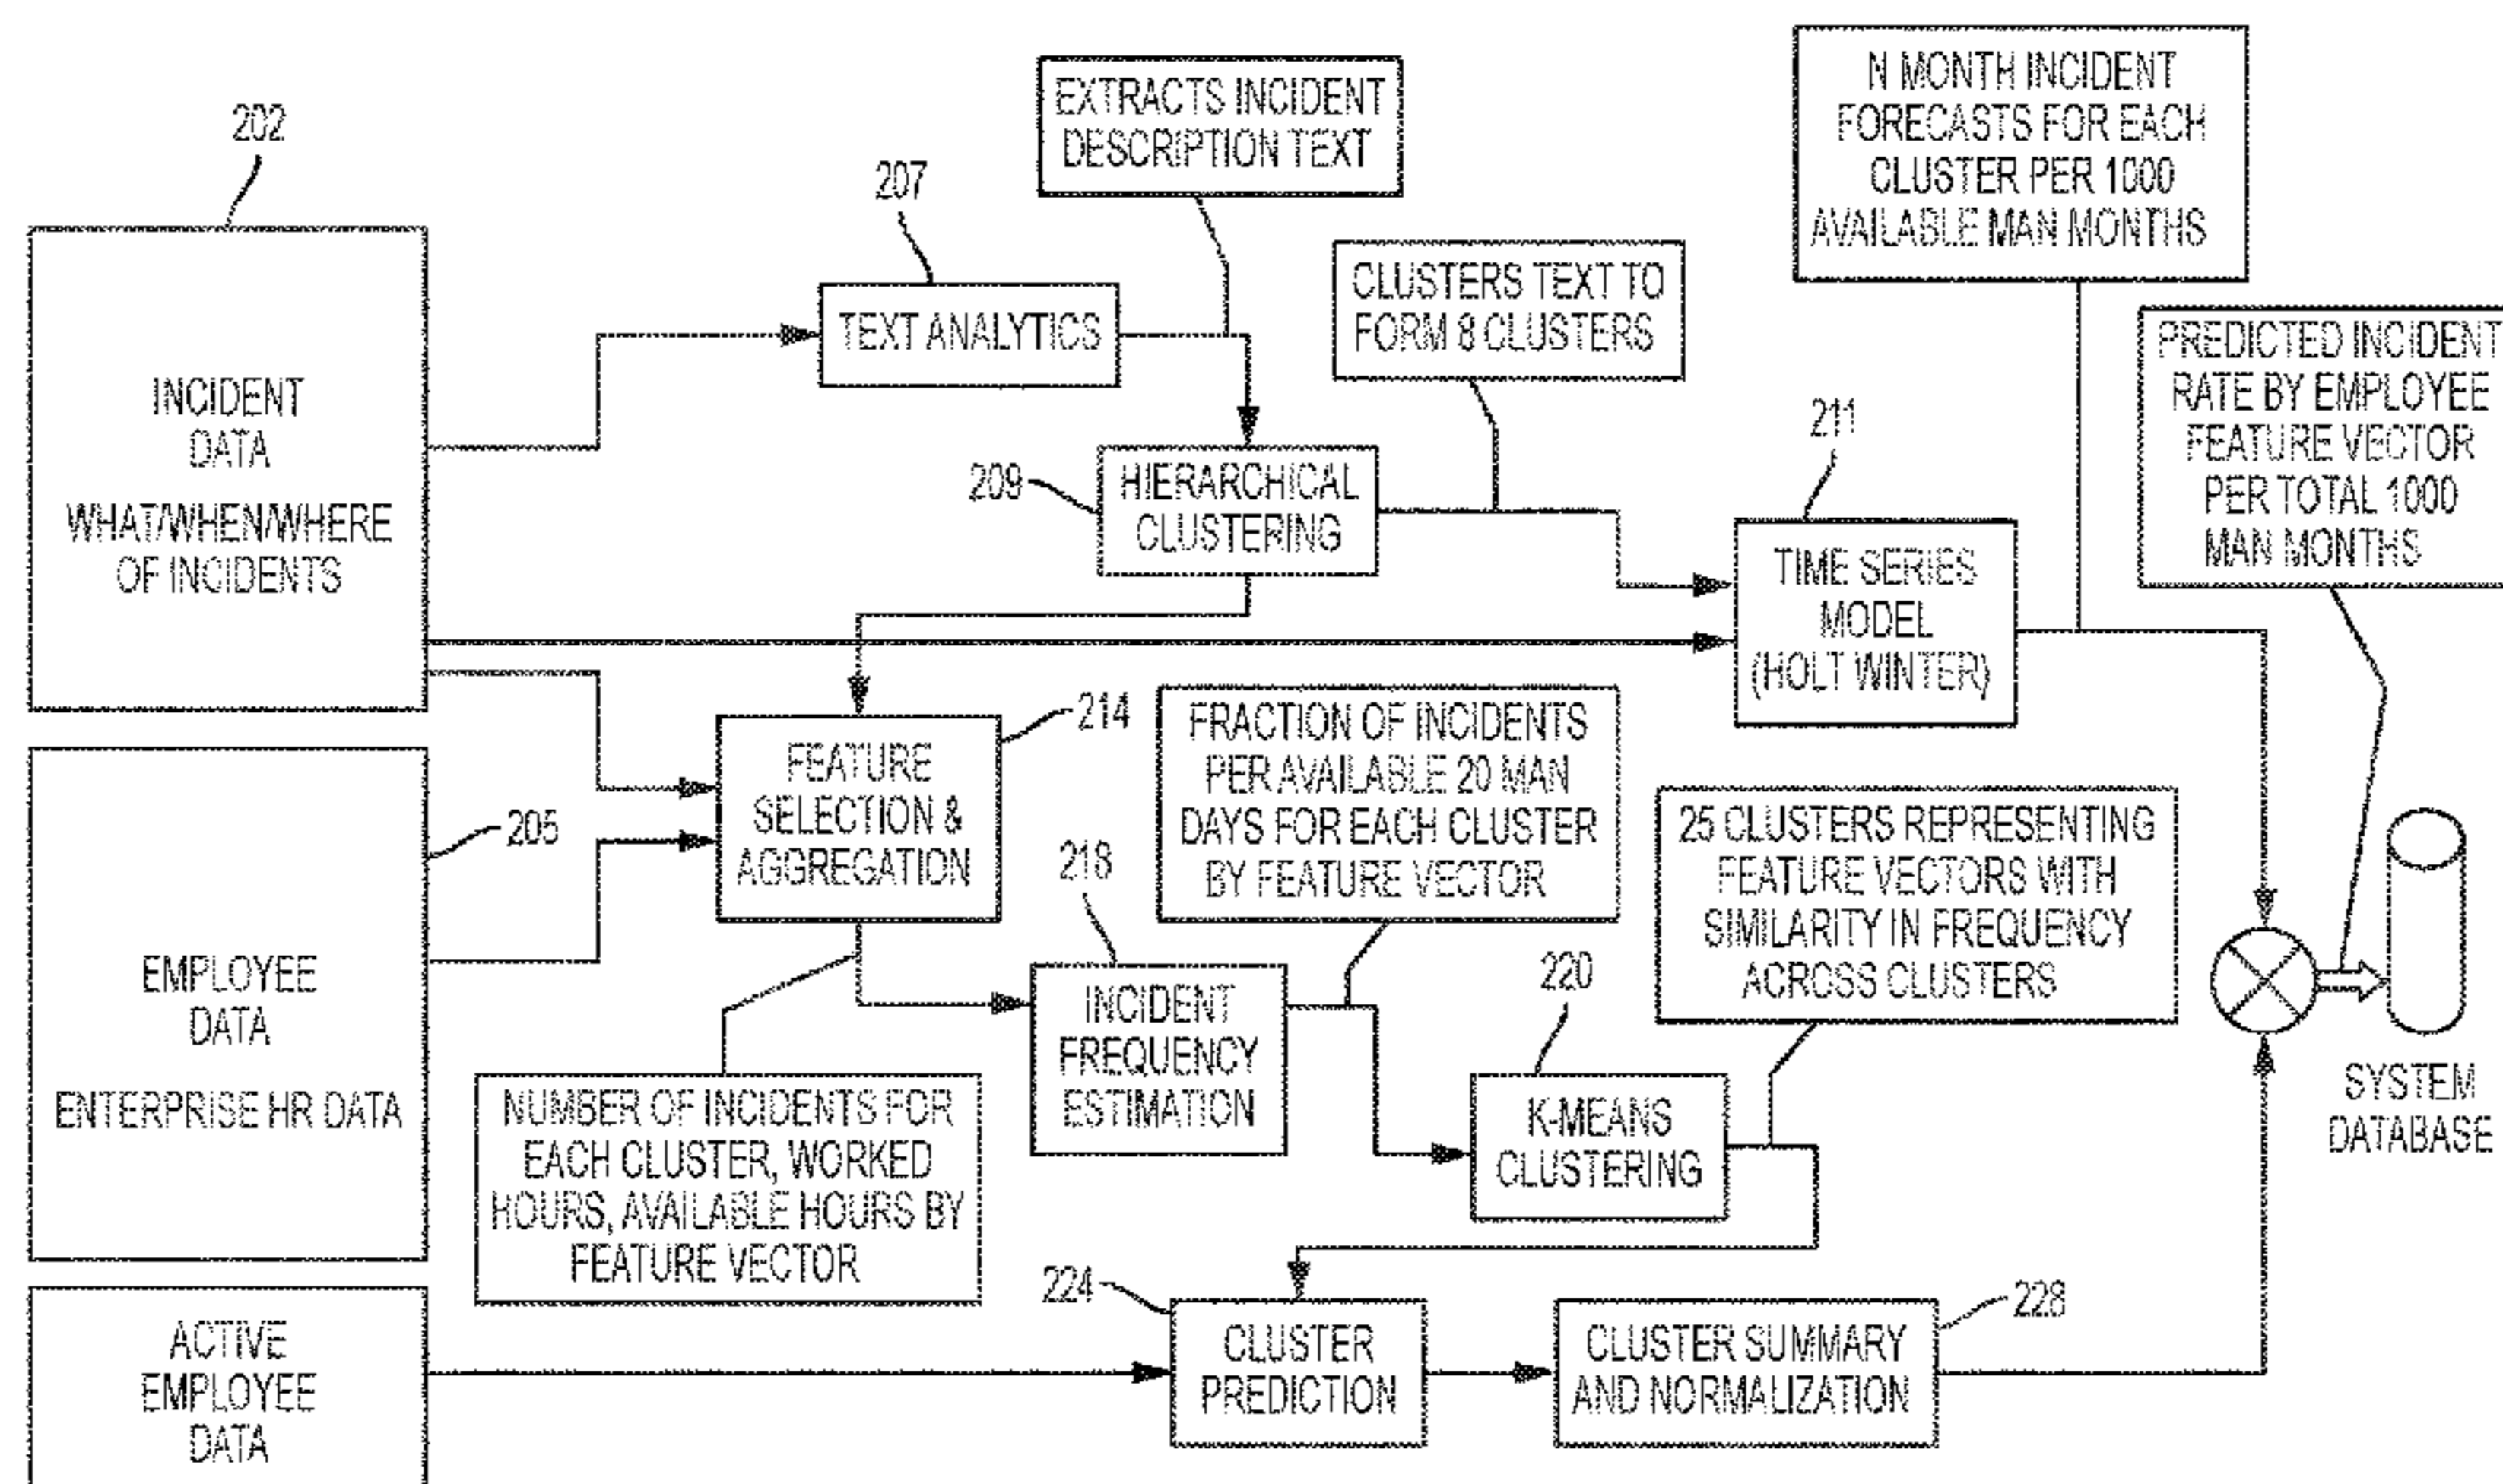 202
INCIDENT
DATA
WHAT/WHEN/WHERE
OF INCIDENTS
207
TEXT ANALYTICS
EXTRACTS INCIDENT
DESCRIPTION TEXT
209
HIERARCHICAL
CLUSTERING
CLUSTERS TEXT TO
FORM 8 CLUSTERS
211
TIME SERIES
MODEL
(HOLT WINTER)
N MONTH INCIDENT
FORECASTS FOR EACH
CLUSTER PER 1000
AVAILABLE MAN MONTHS
PREDICTED INCIDENT
RATE BY EMPLOYEE
FEATURE VECTOR
PER TOTAL 1000
MAN MONTHS
205
EMPLOYEE
DATA
ENTERPRISE HR DATA
214
FEATURE
SELECTION &
AGGREGATION
NUMBER OF INCIDENTS FOR
EACH CLUSTER, WORKED
HOURS, AVAILABLE HOURS BY
FEATURE VECTOR
218
INCIDENT
FREQUENCY
ESTIMATION
FRACTION OF INCIDENTS
PER AVAILABLE 20 MAN
DAYS FOR EACH CLUSTER
BY FEATURE VECTOR
220
K-MEANS
CLUSTERING
25 CLUSTERS REPRESENTING
FEATURE VECTORS WITH
SIMILARITY IN FREQUENCY
ACROSS CLUSTERS
SYSTEM
DATABASE
ACTIVE
EMPLOYEE
DATA
224
CLUSTER
PREDICTION
228
CLUSTER SUMMARY
AND NORMALIZATION